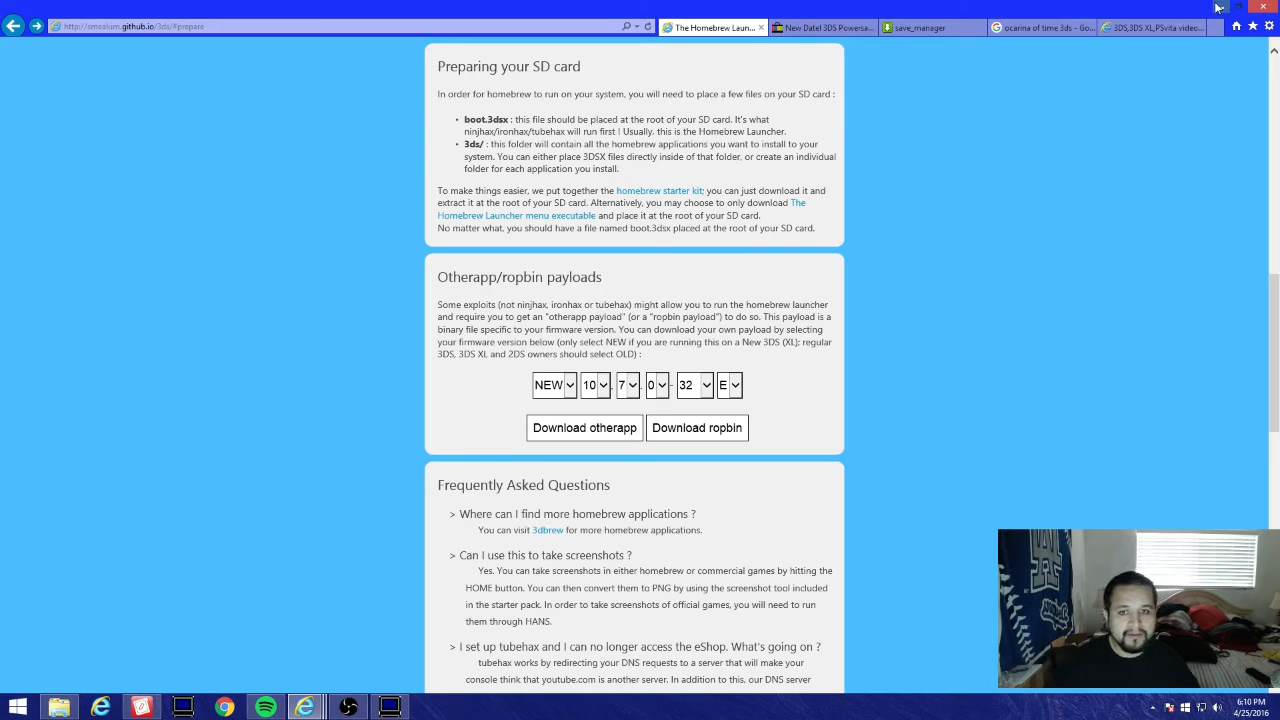 http://smealum.github.io/3ds/#prepare
The Homebrew Laun...
New Datel 3DS Powersa...
save_manager
ocarina of time 3ds - Go...
3DS,3DS XL,PSvita video...
Preparing your SD card
In order for homebrew to run on your system, you will need to place a few files on your SD card :
• boot.3dsx : this file should be placed at the root of your SD card. It's what
ninjhax/ironhax/tubehax will run first ! Usually, this is the Homebrew Launcher.
• 3ds/ : this folder will contain all the homebrew applications you want to install to your
system. You can either place 3DSX files directly inside of that folder, or create an individual
folder for each application you install.
To make things easier, we put together the homebrew starter kit; you can just download it and
extract it at the root of your SD card. Alternatively, you may choose to only download The
Homebrew Launcher menu executable and place it at the root of your SD card.
No matter what, you should have a file named boot.3dsx placed at the root of your SD card.
Otherapp/ropbin payloads
Some exploits (not ninjhax, ironhax or tubehax) might allow you to run the homebrew launcher
and require you to get an "otherapp payload" (or a "ropbin payload") to do so. This payload is a
binary file specific to your firmware version. You can download your own payload by selecting
your firmware version below (only select NEW if you are running this on a New 3DS (XL); regular
3DS, 3DS XL and 2DS owners should select OLD) :
NEW 10 . 7 . 0 - 32 E
Download otherapp Download ropbin
Frequently Asked Questions
> Where can I find more homebrew applications ?
You can visit 3dbrew for more homebrew applications.
> Can I use this to take screenshots ?
Yes. You can take screenshots in either homebrew or commercial games by hitting the
HOME button. You can then convert them to PNG by using the screenshot tool included
in the starter pack. In order to take screenshots of official games, you will need to run
them through HANS.
> I set up tubehax and I can no longer access the eShop. What's going on ?
tubehax works by redirecting your DNS requests to a server that will make your
console think that youtube.com is another server. In addition to this, our DNS server
LA
6:10 PM
4/25/2016